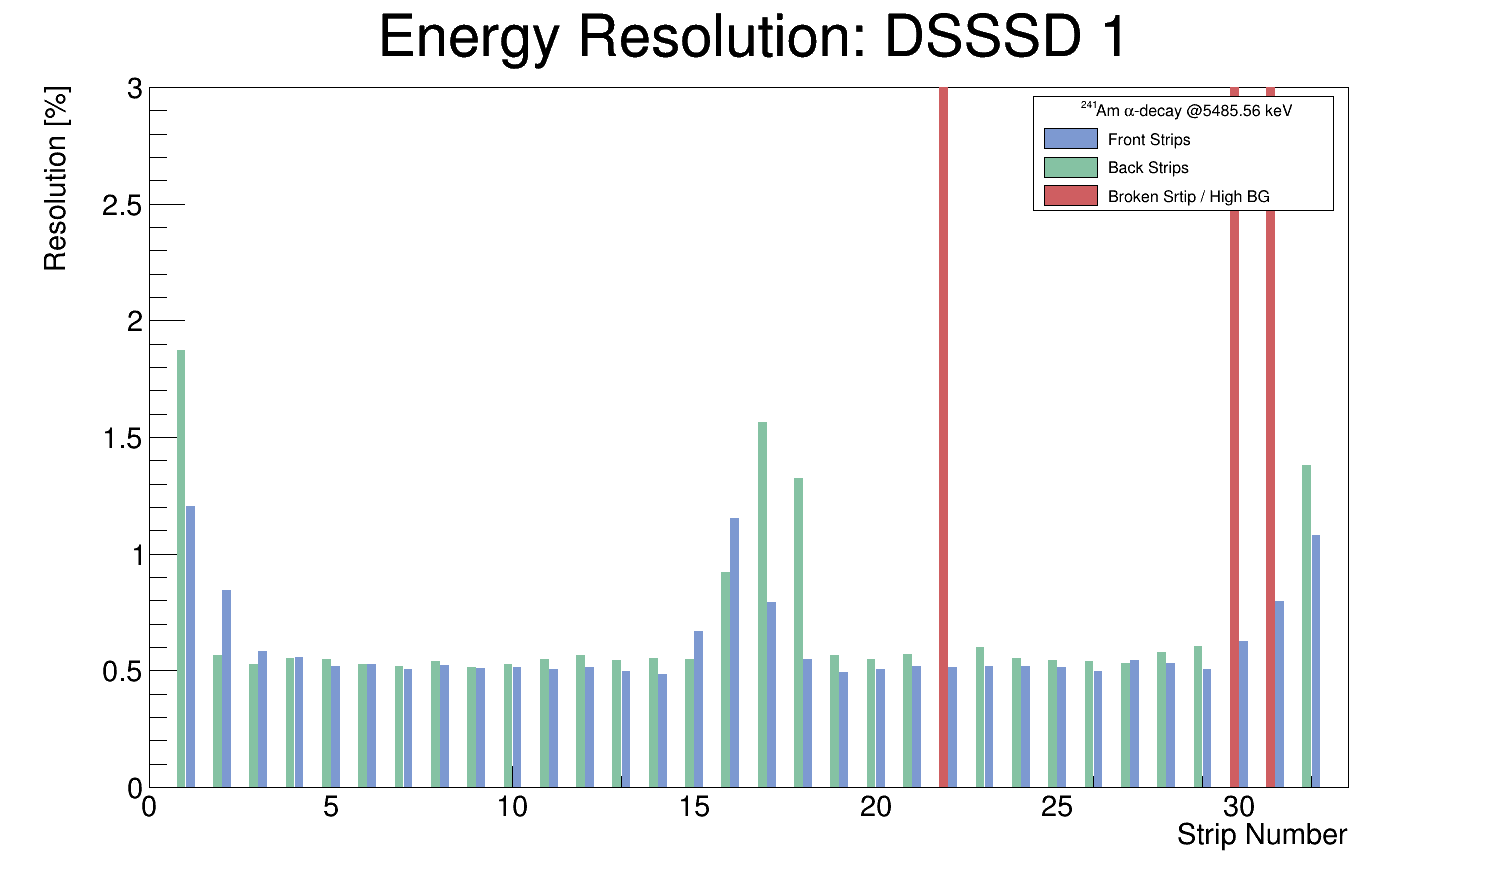 Energy Resolution: DSSSD 1
Resolution [%]
3
2.5
2
1.5
1
0.5
0
²⁴¹Am α-decay @5485.56 keV
Front Strips
Back Strips
Broken Srtip / High BG
0 5 10 15 20 25 30
Strip Number